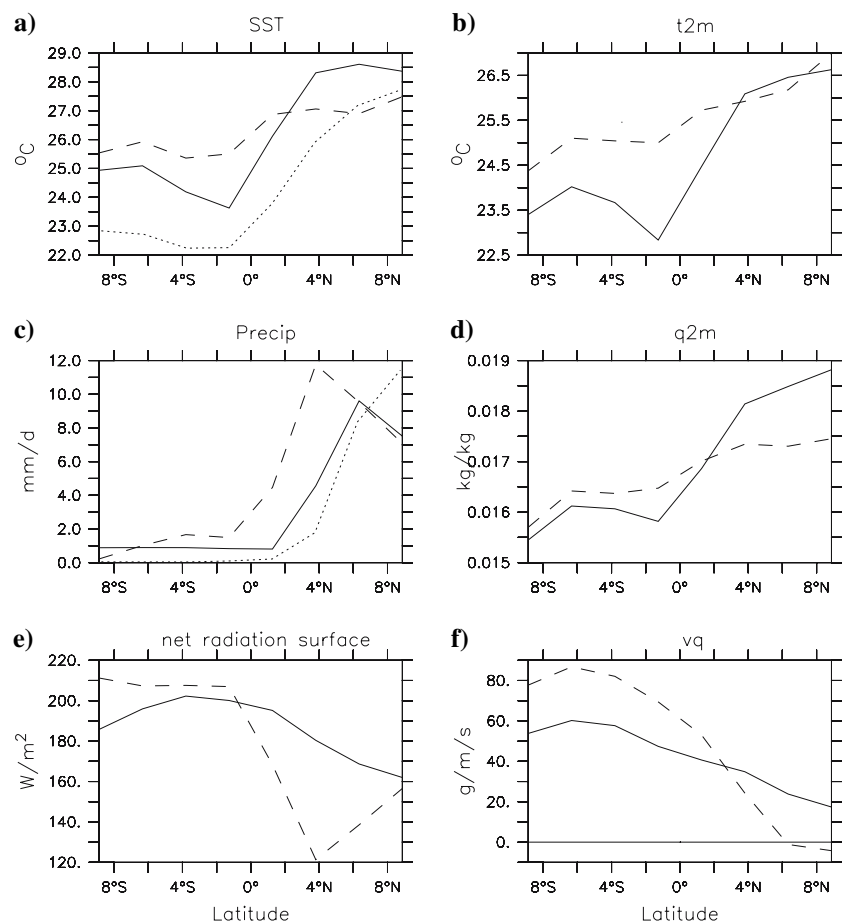 a) SST
29.0
28.0
27.0
26.0
25.0
24.0
23.0
22.0
°C
8°S 4°S 0° 4°N 8°N
b) t2m
26.5
25.5
24.5
23.5
22.5
°C
8°S 4°S 0° 4°N 8°N
c) Precip
12.0
10.0
8.0
6.0
4.0
2.0
0.0
mm/d
8°S 4°S 0° 4°N 8°N
d) q2m
0.019
0.018
0.017
0.016
0.015
kg/kg
8°S 4°S 0° 4°N 8°N
e) net radiation surface
220.
200.
180.
160.
140.
120.
W/m²
8°S 4°S 0° 4°N 8°N
Latitude
f) vq
80.
60.
40.
20.
0.
g/m/s
8°S 4°S 0° 4°N 8°N
Latitude